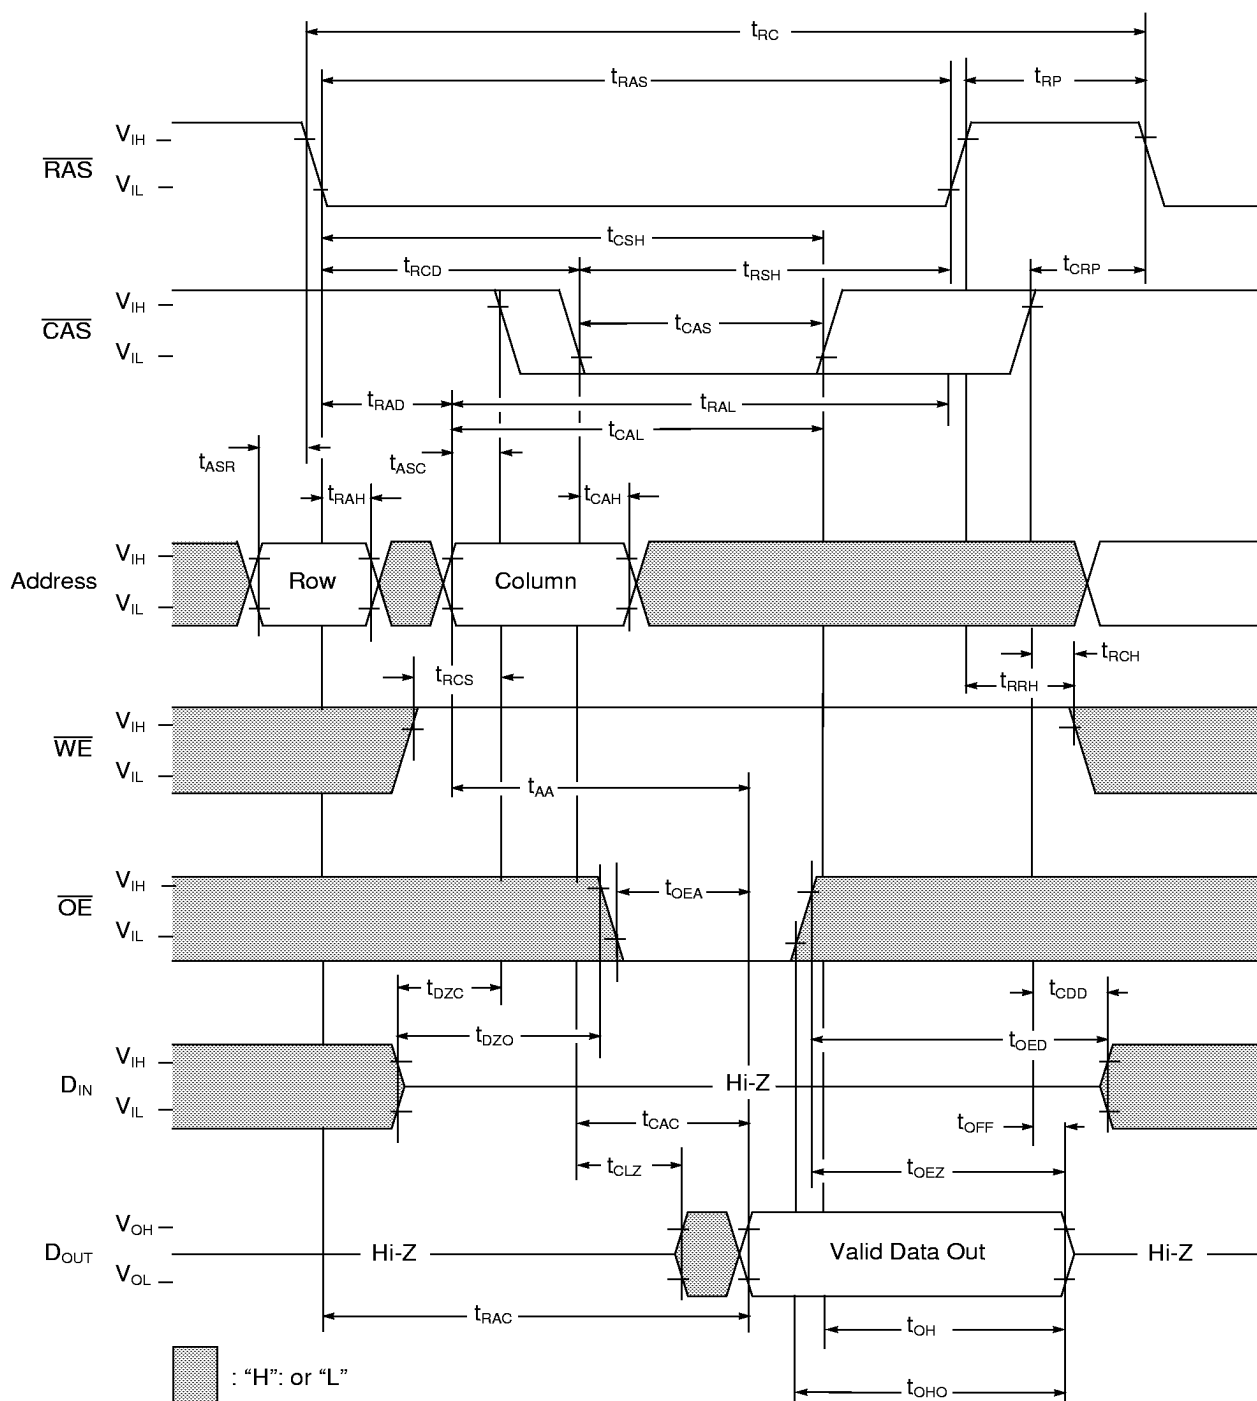 tRC
tRAS
tRP
VIH
RAS
VIL
tCSH
tRCD
tRSH
tCRP
VIH
CAS
tCAS
VIL
tRAD
tRAL
tCAL
tASR
tASC
tRAH
tCAH
VIH
Address
Row
Column
VIL
tRCS
tRCH
tRRH
VIH
WE
VIL
tAA
VIH
OE
tOEA
VIL
tDZC
tCDD
tDZO
tOED
VIH
DIN
Hi-Z
VIL
tCAC
tOFF
tCLZ
tOEZ
VOH
DOUT
Hi-Z
Valid Data Out
Hi-Z
VOL
tRAC
tOH
: “H”: or “L”
tOHO